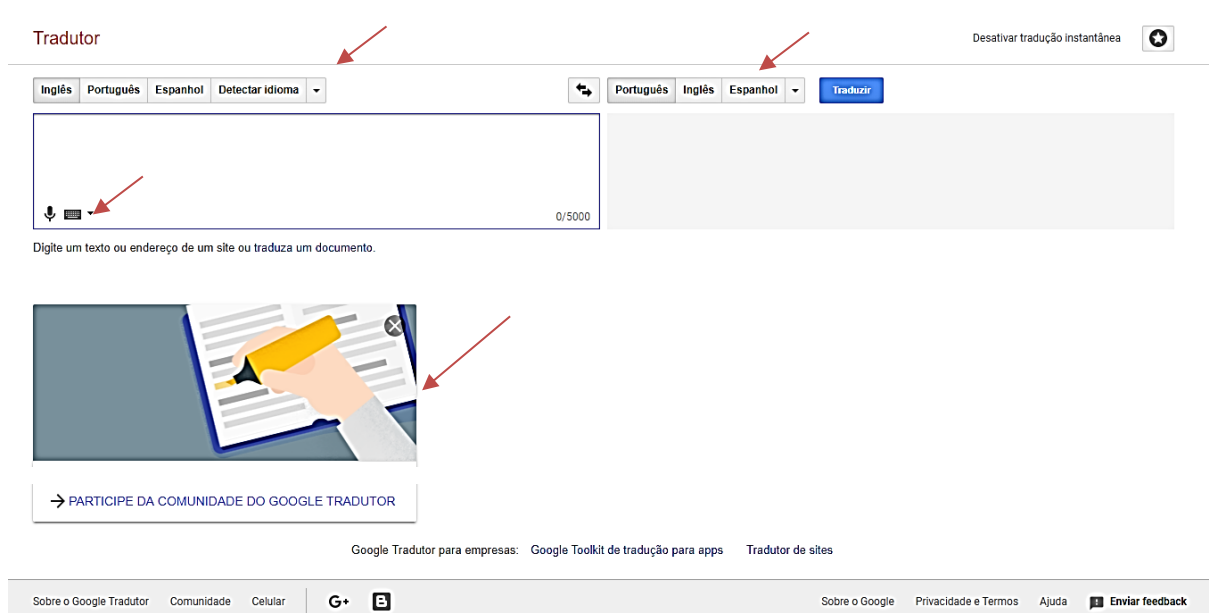 Tradutor
Desativar tradução instantânea
Inglês Português Espanhol Detectar idioma
Português Inglês Espanhol
Traduzir
0/5000
Digite um texto ou endereço de um site ou traduza um documento.
→ PARTICIPE DA COMUNIDADE DO GOOGLE TRADUTOR
Google Tradutor para empresas: Google Toolkit de tradução para apps Tradutor de sites
Sobre o Google Tradutor Comunidade Celular G+ B Sobre o Google Privacidade e Termos Ajuda Enviar feedback